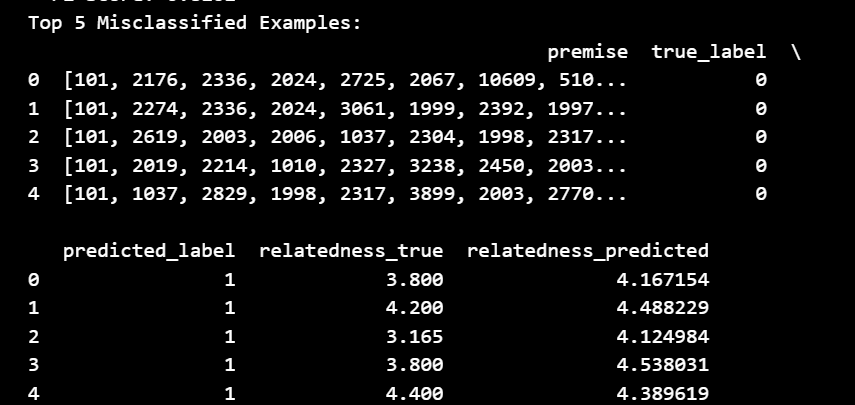 Top 5 Misclassified Examples:
premise true_label \
0 [101, 2176, 2336, 2024, 2725, 2067, 10609, 510... 0
1 [101, 2274, 2336, 2024, 3061, 1999, 2392, 1997... 0
2 [101, 2619, 2003, 2006, 1037, 2304, 1998, 2317... 0
3 [101, 2019, 2214, 1010, 2327, 3238, 2450, 2003... 0
4 [101, 1037, 2829, 1998, 2317, 3899, 2003, 2770... 0
predicted_label relatedness_true relatedness_predicted
0 1 3.800 4.167154
1 1 4.200 4.488229
2 1 3.165 4.124984
3 1 3.800 4.538031
4 1 4.400 4.389619